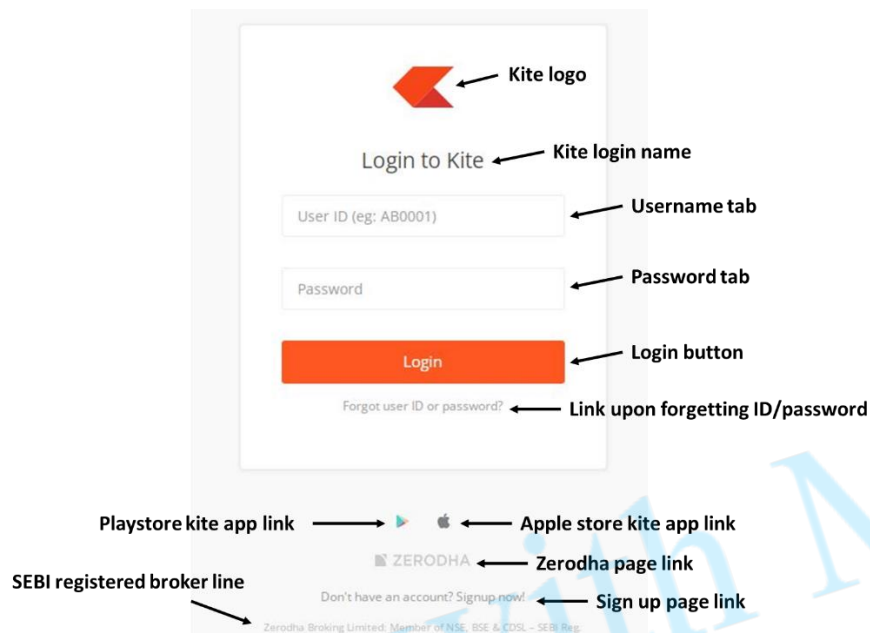 Kite logo
Login to Kite
Kite login name
User ID (eg: AB0001)
Username tab
Password
Password tab
Login
Login button
Forgot user ID or password?
Link upon forgetting ID/password
Playstore kite app link
Apple store kite app link
ZERODHA
Zerodha page link
SEBI registered broker line
Don't have an account? Signup now!
Sign up page link
Zerodha Broking Limited: Member of NSE, BSE & CDSL – SEBI Reg.
with M